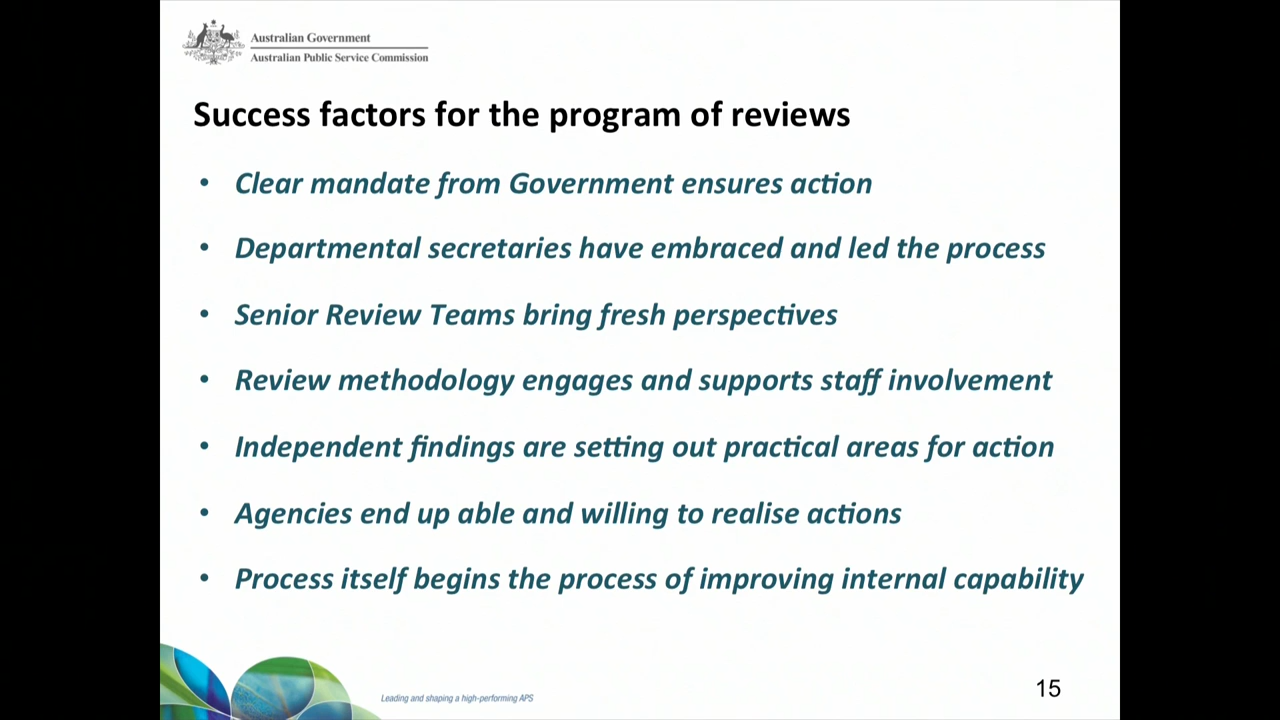 Australian Government
Australian Public Service Commission
Success factors for the program of reviews
• Clear mandate from Government ensures action
• Departmental secretaries have embraced and led the process
• Senior Review Teams bring fresh perspectives
• Review methodology engages and supports staff involvement
• Independent findings are setting out practical areas for action
• Agencies end up able and willing to realise actions
• Process itself begins the process of improving internal capability
Leading and shaping a high-performing APS
15